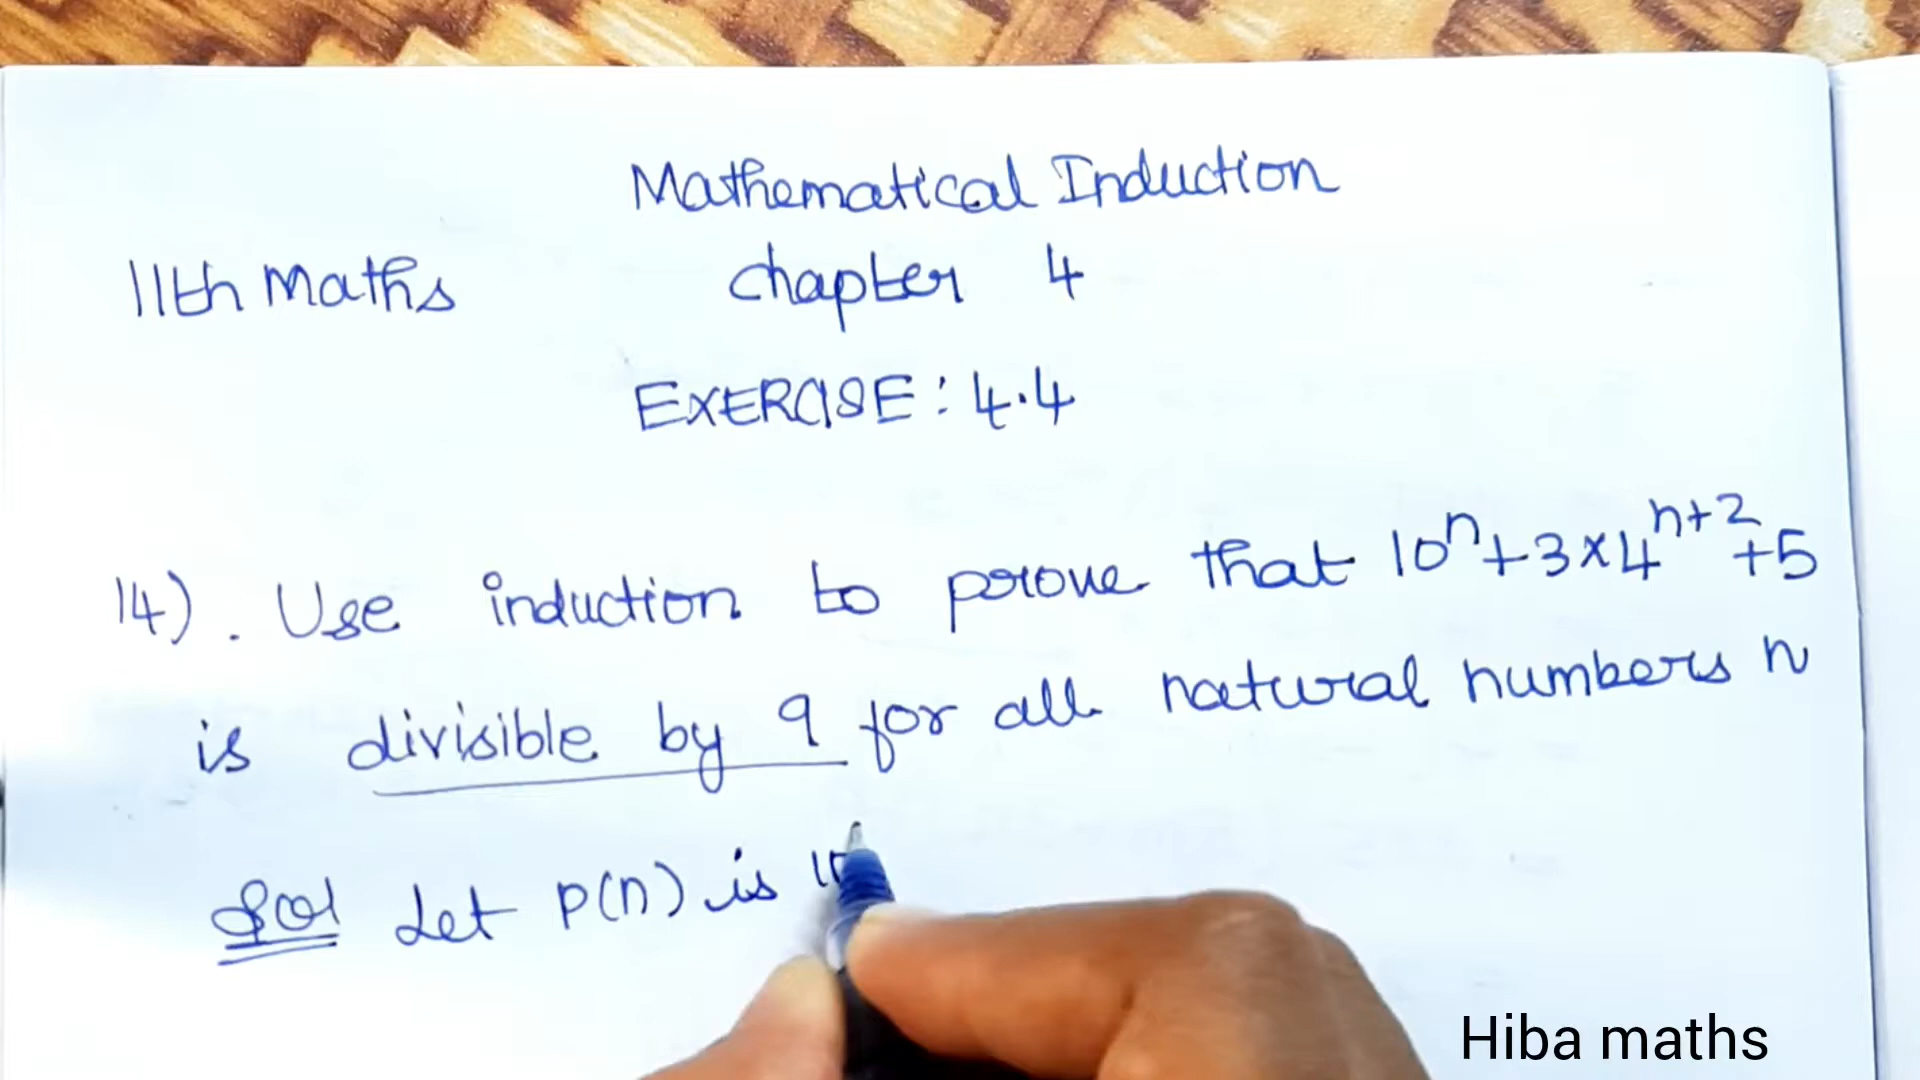 Mathematical Induction
11th Maths chapter 4
EXERCISE : 4.4
14). Use induction to prove that 10ⁿ+3×4ⁿ⁺²+5
is divisible by 9 for all natural numbers n
Sol Let P(n) is 10
Hiba maths